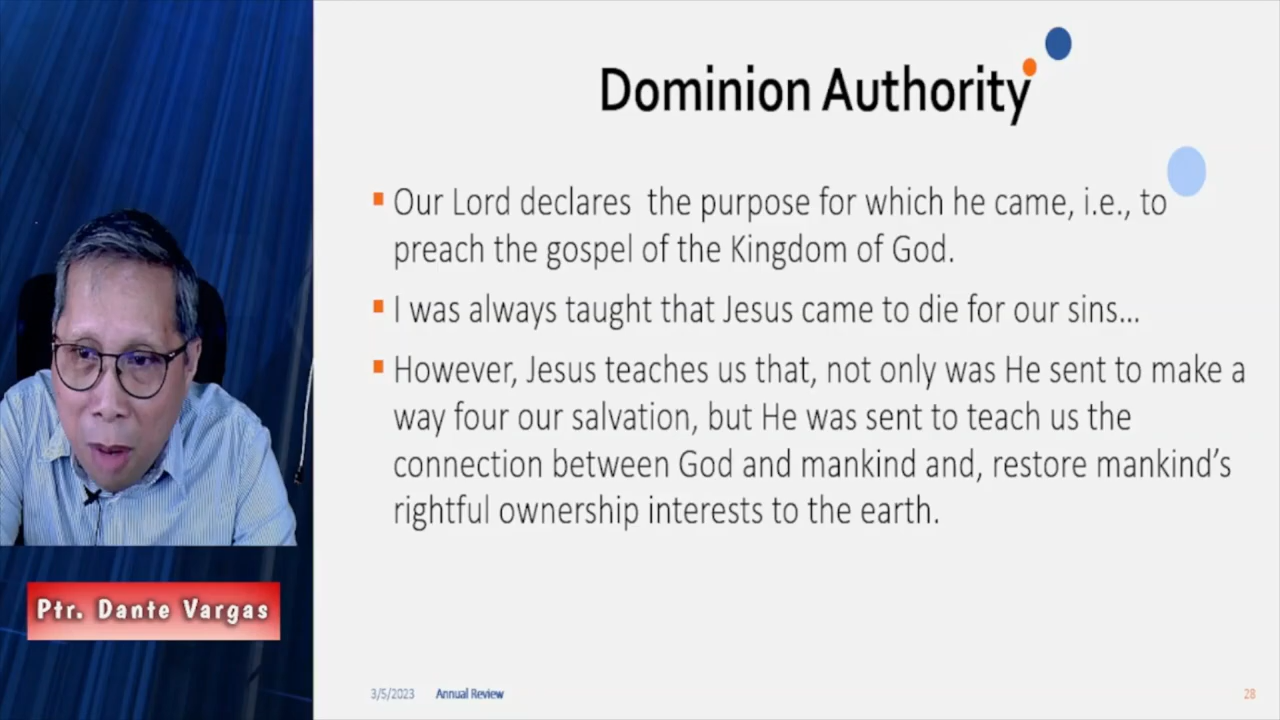 Dominion Authority
Our Lord declares the purpose for which he came, i.e., to
preach the gospel of the Kingdom of God.
I was always taught that Jesus came to die for our sins...
However, Jesus teaches us that, not only was He sent to make a
way four our salvation, but He was sent to teach us the
connection between God and mankind and, restore mankind's
rightful ownership interests to the earth.
Ptr. Dante Vargas
3/5/2023 Annual Review 28